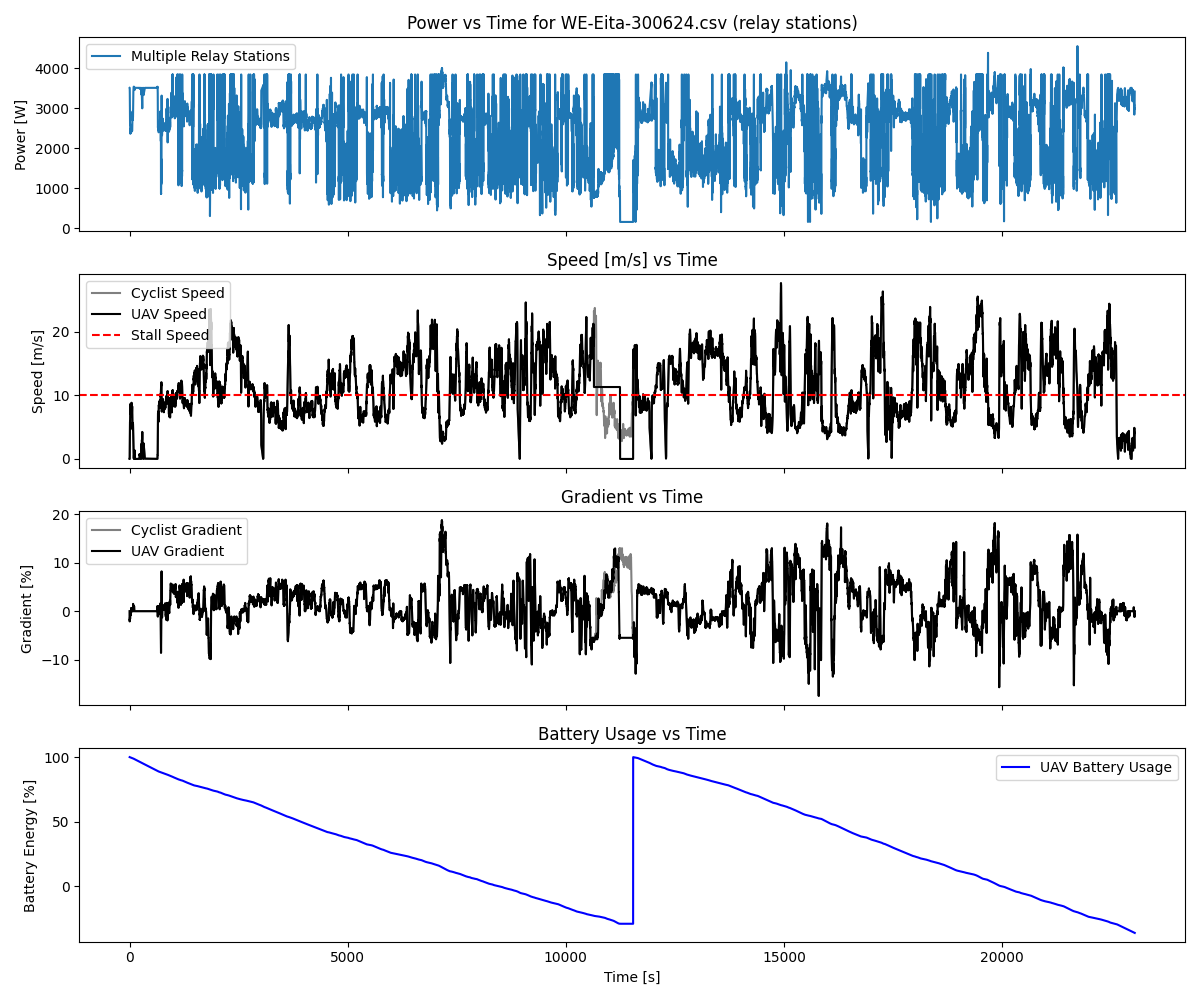 Power vs Time for WE-Eita-300624.csv (relay stations)
Multiple Relay Stations
4000
3000
2000
1000
0
Power [W]
Speed [m/s] vs Time
Cyclist Speed
UAV Speed
Stall Speed
20
10
0
Speed [m/s]
Gradient vs Time
Cyclist Gradient
UAV Gradient
20
10
0
−10
Gradient [%]
Battery Usage vs Time
UAV Battery Usage
100
50
0
Battery Energy [%]
0 5000 10000 15000 20000
Time [s]